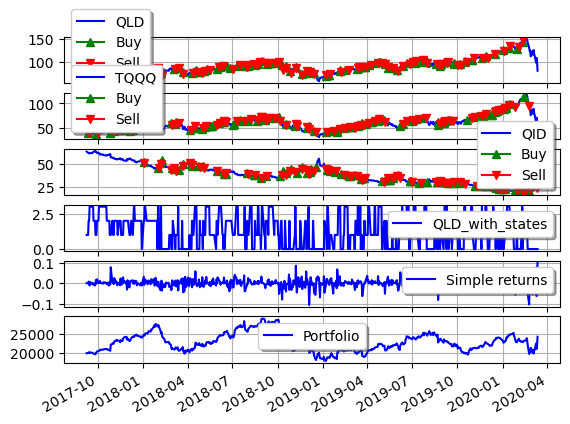 QLD
Buy
Sell
150
100
TQQQ
Buy
Sell
100
50
QID
Buy
Sell
50
25
QLD_with_states
2.5
0.0
Simple returns
0.1
0.0
−0.1
Portfolio
25000
20000
2017-10
2018-01
2018-04
2018-07
2018-10
2019-01
2019-04
2019-07
2019-10
2020-01
2020-04